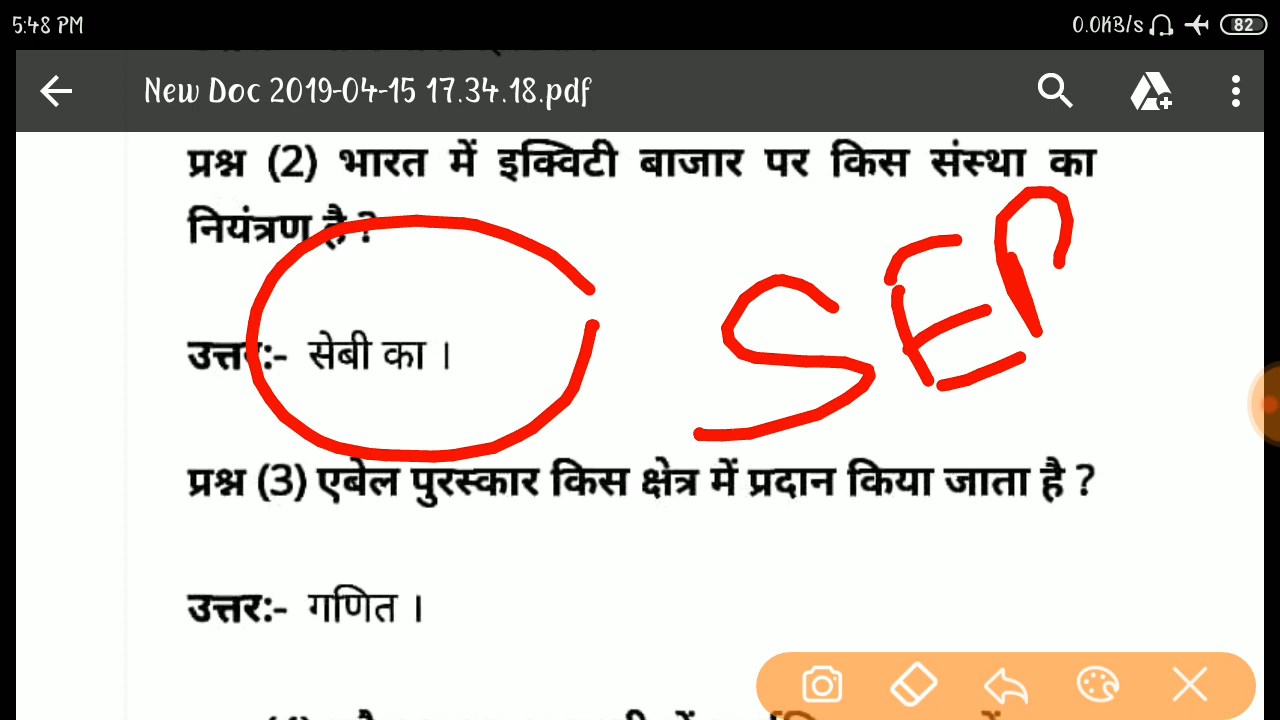 5:48 PM
0.0KB/s 82
New Doc 2019-04-15 17.34.18.pdf
प्रश्न (2) भारत में इक्विटी बाजार पर किस संस्था का
नियंत्रण है ?
SE
उत्तर:- सेबी का ।
प्रश्न (3) एबेल पुरस्कार किस क्षेत्र में प्रदान किया जाता है ?
उत्तर:- गणित ।